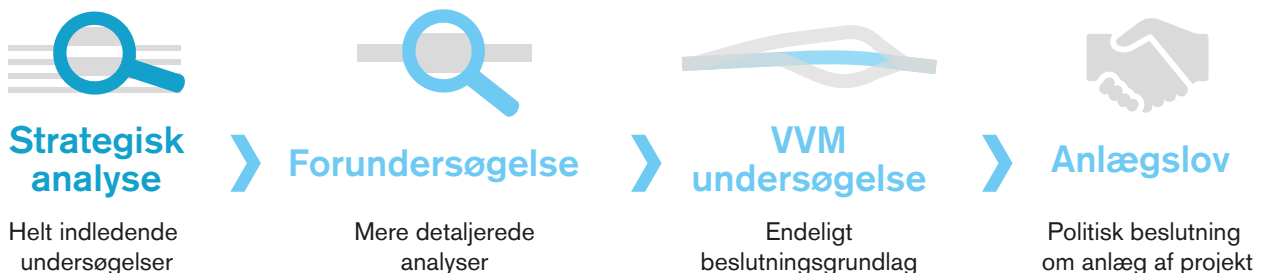 Strategisk
analyse
Helt indledende
undersøgelser
Forundersøgelse
Mere detaljerede
analyser
VVM
undersøgelse
Endeligt
beslutningsgrundlag
Anlægslov
Politisk beslutning
om anlæg af projekt